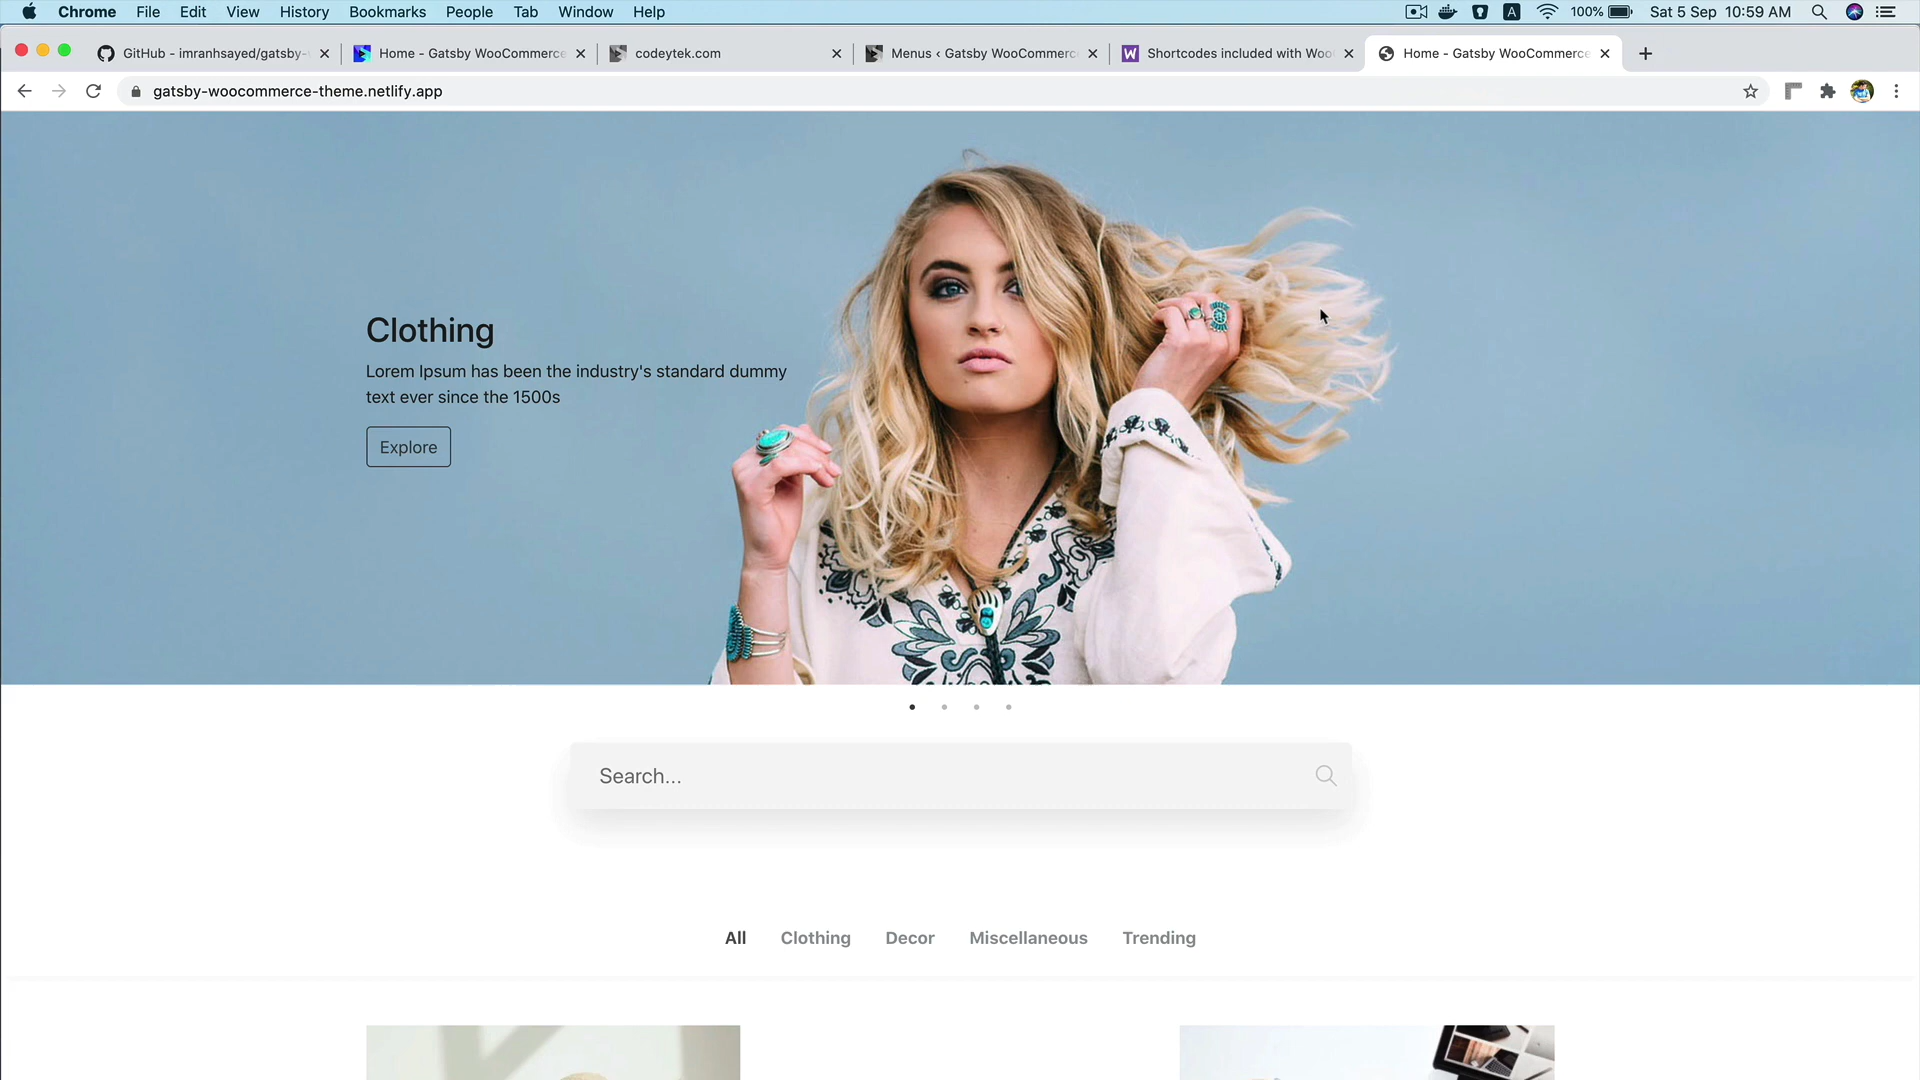 Chrome File Edit View History Bookmarks People Tab Window Help
A 100% Sat 5 Sep 10:59 AM
GitHub - imranhsayed/gatsby-
Home - Gatsby WooCommerce
codeytek.com
Menus ‹ Gatsby WooCommerc
W Shortcodes included with Woo
Home - Gatsby WooCommerce
gatsby-woocommerce-theme.netlify.app
Clothing
Lorem Ipsum has been the industry's standard dummy
text ever since the 1500s
Explore
Search...
All Clothing Decor Miscellaneous Trending